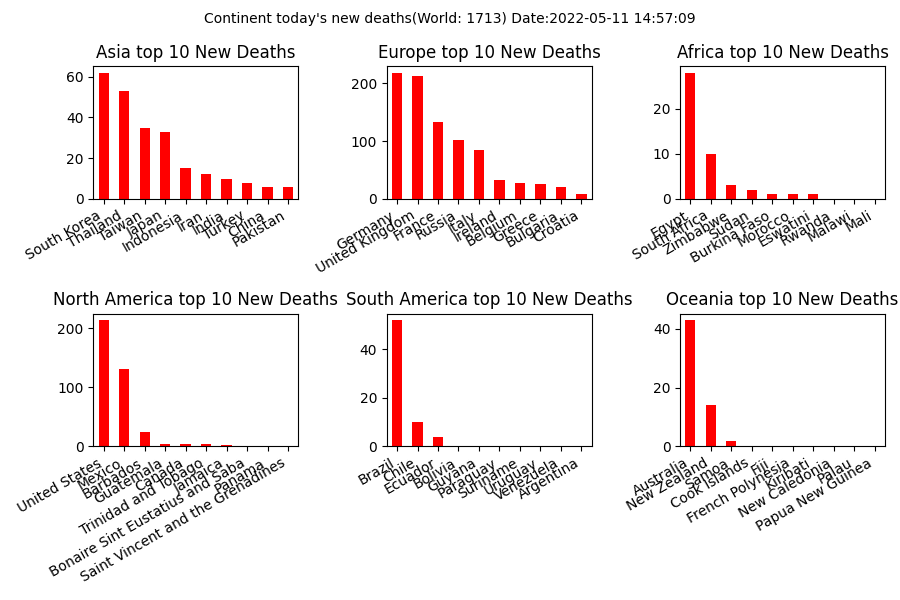 Continent today's new deaths(World: 1713) Date:2022-05-11 14:57:09
Asia top 10 New Deaths
60
40
20
0
South Korea
Thailand
Taiwan
Japan
Indonesia
Iran
India
Turkey
China
Pakistan
Europe top 10 New Deaths
200
100
0
Germany
United Kingdom
France
Russia
Italy
Ireland
Belgium
Greece
Bulgaria
Croatia
Africa top 10 New Deaths
20
10
0
Egypt
South Africa
Zimbabwe
Sudan
Burkina Faso
Morocco
Eswatini
Rwanda
Malawi
Mali
North America top 10 New Deaths
200
100
0
United States
Mexico
Barbados
Guatemala
Canada
Trinidad and Tobago
Jamaica
Bonaire Sint Eustatius and Saba
Panama
Saint Vincent and the Grenadines
South America top 10 New Deaths
40
20
0
Brazil
Chile
Ecuador
Bolivia
Guyana
Paraguay
Suriname
Uruguay
Venezuela
Argentina
Oceania top 10 New Deaths
40
20
0
Australia
New Zealand
Samoa
Cook Islands
Fiji
French Polynesia
Kiribati
New Caledonia
Palau
Papua New Guinea